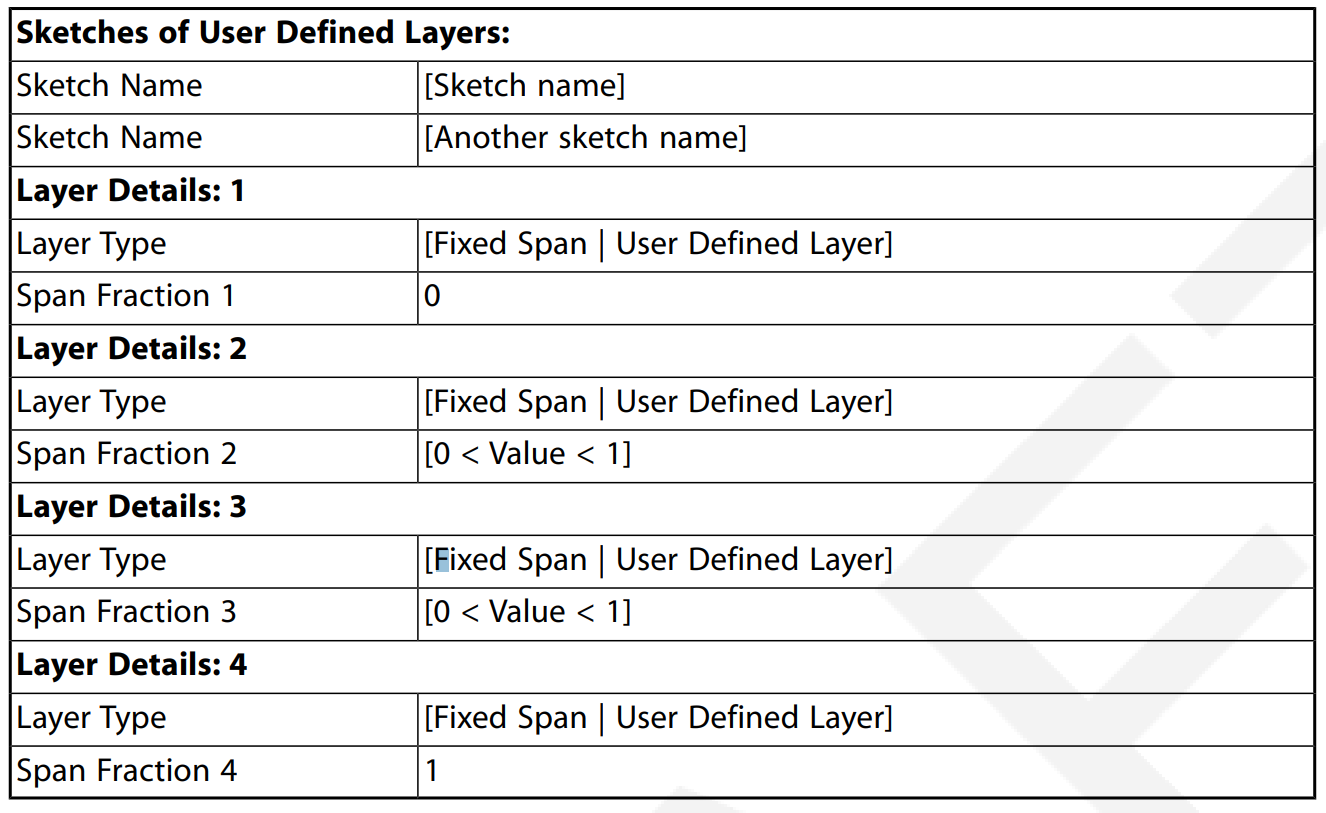 Sketches of User Defined Layers:
Sketch Name [Sketch name]
Sketch Name [Another sketch name]
Layer Details: 1
Layer Type [Fixed Span | User Defined Layer]
Span Fraction 1 0
Layer Details: 2
Layer Type [Fixed Span | User Defined Layer]
Span Fraction 2 [0 < Value < 1]
Layer Details: 3
Layer Type [Fixed Span | User Defined Layer]
Span Fraction 3 [0 < Value < 1]
Layer Details: 4
Layer Type [Fixed Span | User Defined Layer]
Span Fraction 4 1